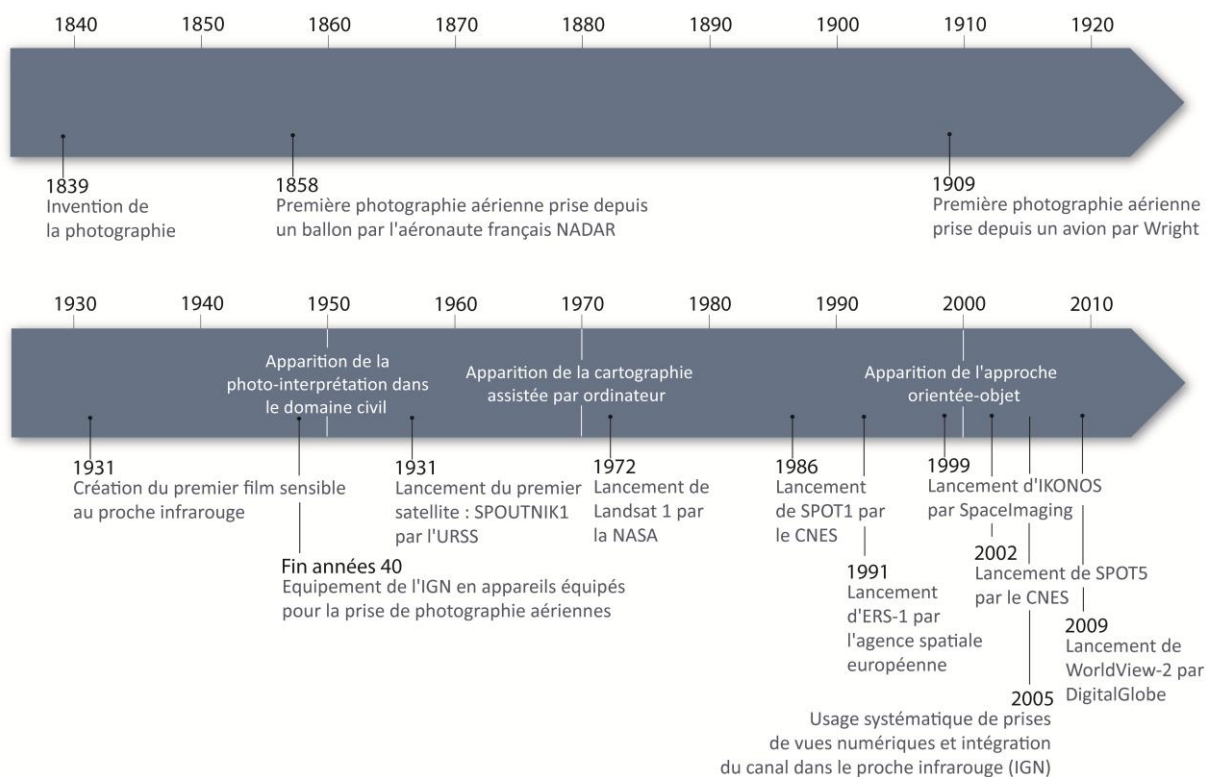 1840 1850 1860 1870 1880 1890 1900 1910 1920
1839
Invention de
la photographie
1858
Première photographie aérienne prise depuis
un ballon par l'aéronaute français NADAR
1909
Première photographie aérienne
prise depuis un avion par Wright
1930 1940 1950 1960 1970 1980 1990 2000 2010
Apparition de la
photo-interprétation dans
le domaine civil
Apparition de la cartographie
assistée par ordinateur
Apparition de l'approche
orientée-objet
1931
Création du premier film sensible
au proche infrarouge
Fin années 40
Equipement de l'IGN en appareils équipés
pour la prise de photographie aériennes
1931
Lancement du premier
satellite : SPOUTNIK1
par l'URSS
1972
Lancement de
Landsat 1 par
la NASA
1986
Lancement
de SPOT1 par
le CNES
1991
Lancement
d'ERS-1 par
l'agence spatiale
européenne
1999
Lancement d'IKONOS
par SpaceImaging
2002
Lancement de SPOT5
par le CNES
2005
Usage systématique de prises
de vues numériques et intégration
du canal dans le proche infrarouge (IGN)
2009
Lancement de
WorldView-2 par
DigitalGlobe